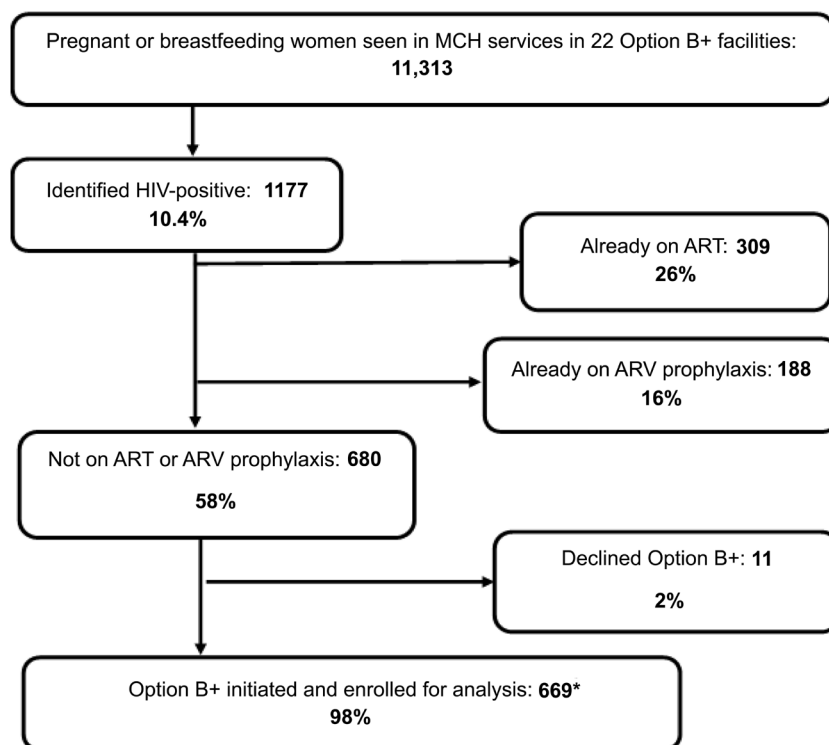 Pregnant or breastfeeding women seen in MCH services in 22 Option B+ facilities:
11,313
Identified HIV-positive: 1177
10.4%
Already on ART: 309
26%
Already on ARV prophylaxis: 188
16%
Not on ART or ARV prophylaxis: 680
58%
Declined Option B+: 11
2%
Option B+ initiated and enrolled for analysis: 669*
98%